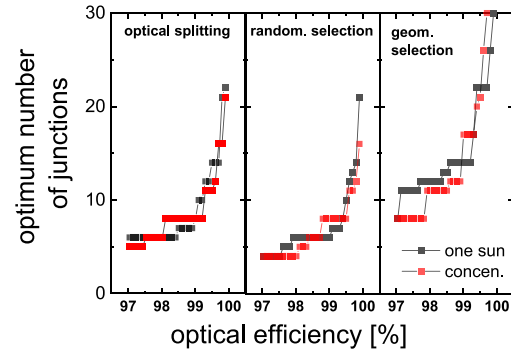 30
20
10
0
optimum number
of junctions
optical splitting
random. selection
geom.
selection
one sun
concen.
97 98 99 100 97 98 99 100 97 98 99 100
optical efficiency [%]